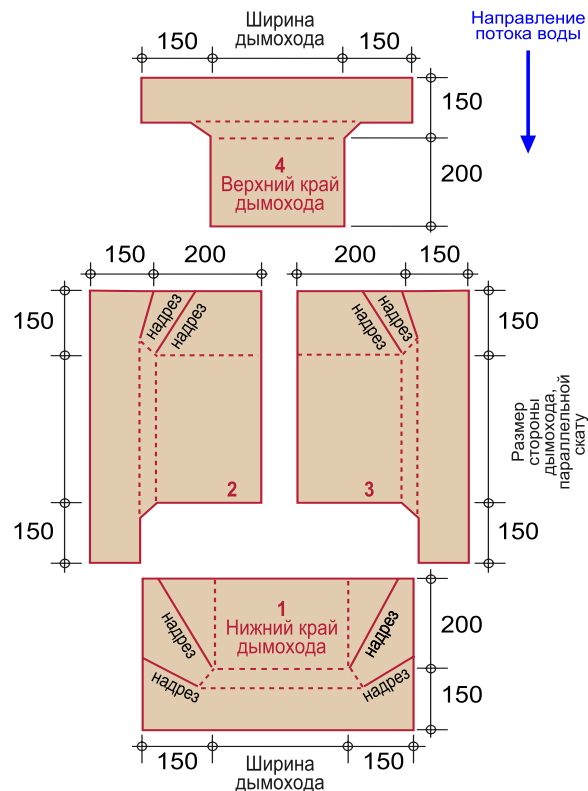 Ширина
дымохода
150
150
Направление
потока воды
150
200
4
Верхний край
дымохода
150
200
200
150
150
надрез
надрез
надрез
надрез
150
Размер
стороны
дымохода,
параллельной
скату
2
3
150
150
1
Нижний край
дымохода
надрез
надрез
надрез
надрез
200
150
150
Ширина
дымохода
150